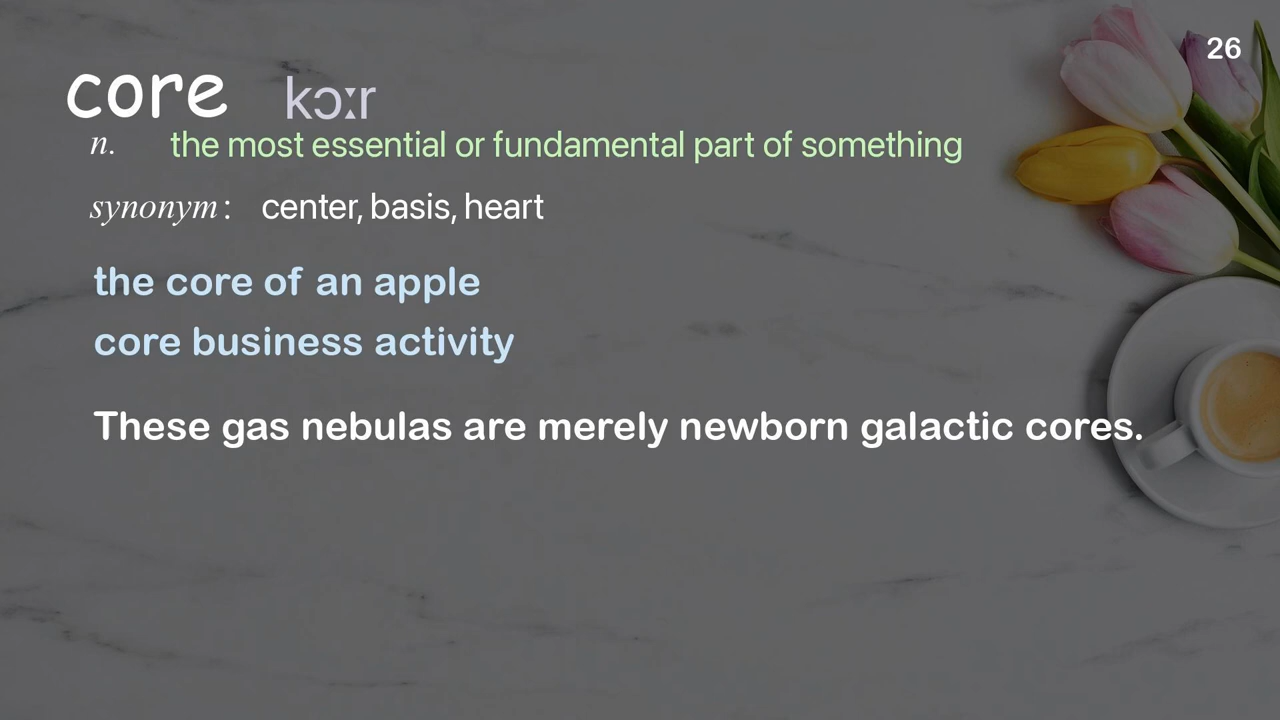 26
core kɔːr
n. the most essential or fundamental part of something
synonym: center, basis, heart
the core of an apple
core business activity
These gas nebulas are merely newborn galactic cores.